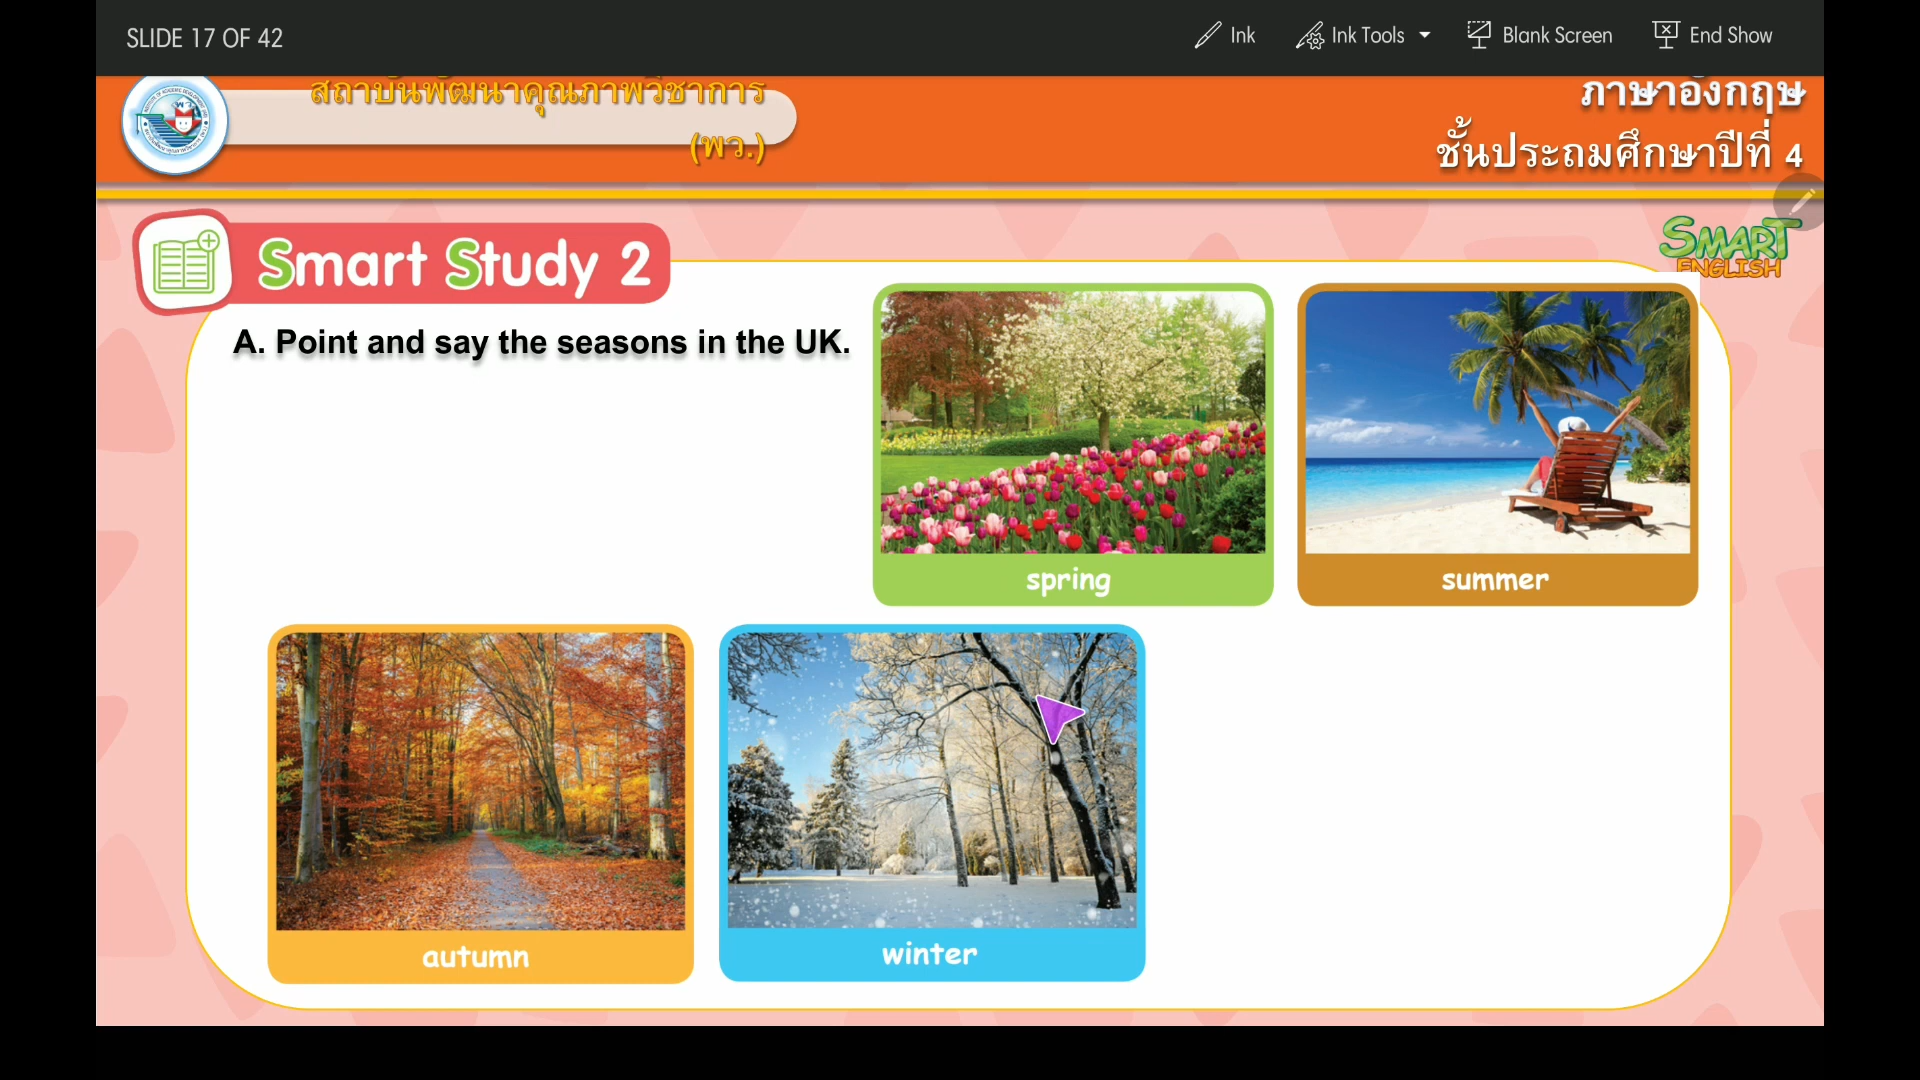 SLIDE 17 OF 42
Ink
Ink Tools
Blank Screen
End Show
สถาบันพัฒนาคุณภาพวิชาการ
(พว.)
ภาษาอังกฤษ
ชั้นประถมศึกษาปีที่ 4
Smart Study 2
SMART
ENGLISH
A. Point and say the seasons in the UK.
spring
summer
autumn
winter